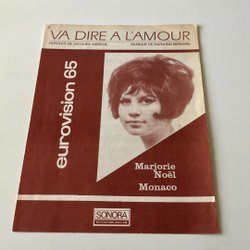 VA DIRE A L'AMOUR
PAROLES DE JACQUES MAREUIL
MUSIQUE DE RAYMOND BERNARD
eurovision 65
Marjorie
Noël
Monaco
SONORA